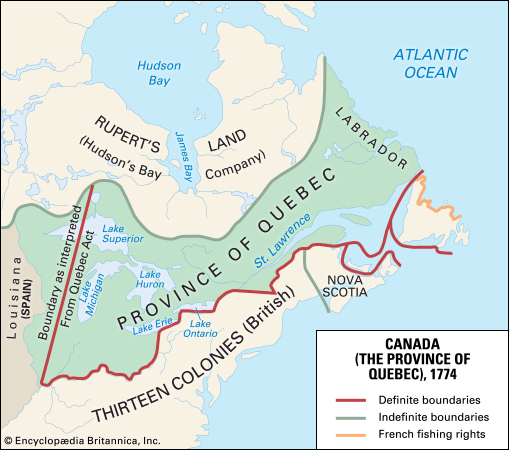 Hudson
Bay
ATLANTIC
OCEAN
RUPERT'S
LAND
(Hudson's Bay
Company)
James Bay
LABRADOR
PROVINCE OF QUEBEC
St. Lawrence
Lake
Superior
Lake
Huron
Lake
Michigan
Lake Erie
Lake
Ontario
Boundary as interpreted
From Quebec Act
Louisiana
(SPAIN)
NOVA
SCOTIA
THIRTEEN COLONIES (British)
CANADA
(THE PROVINCE OF
QUEBEC), 1774
Definite boundaries
Indefinite boundaries
French fishing rights
© Encyclopædia Britannica, Inc.